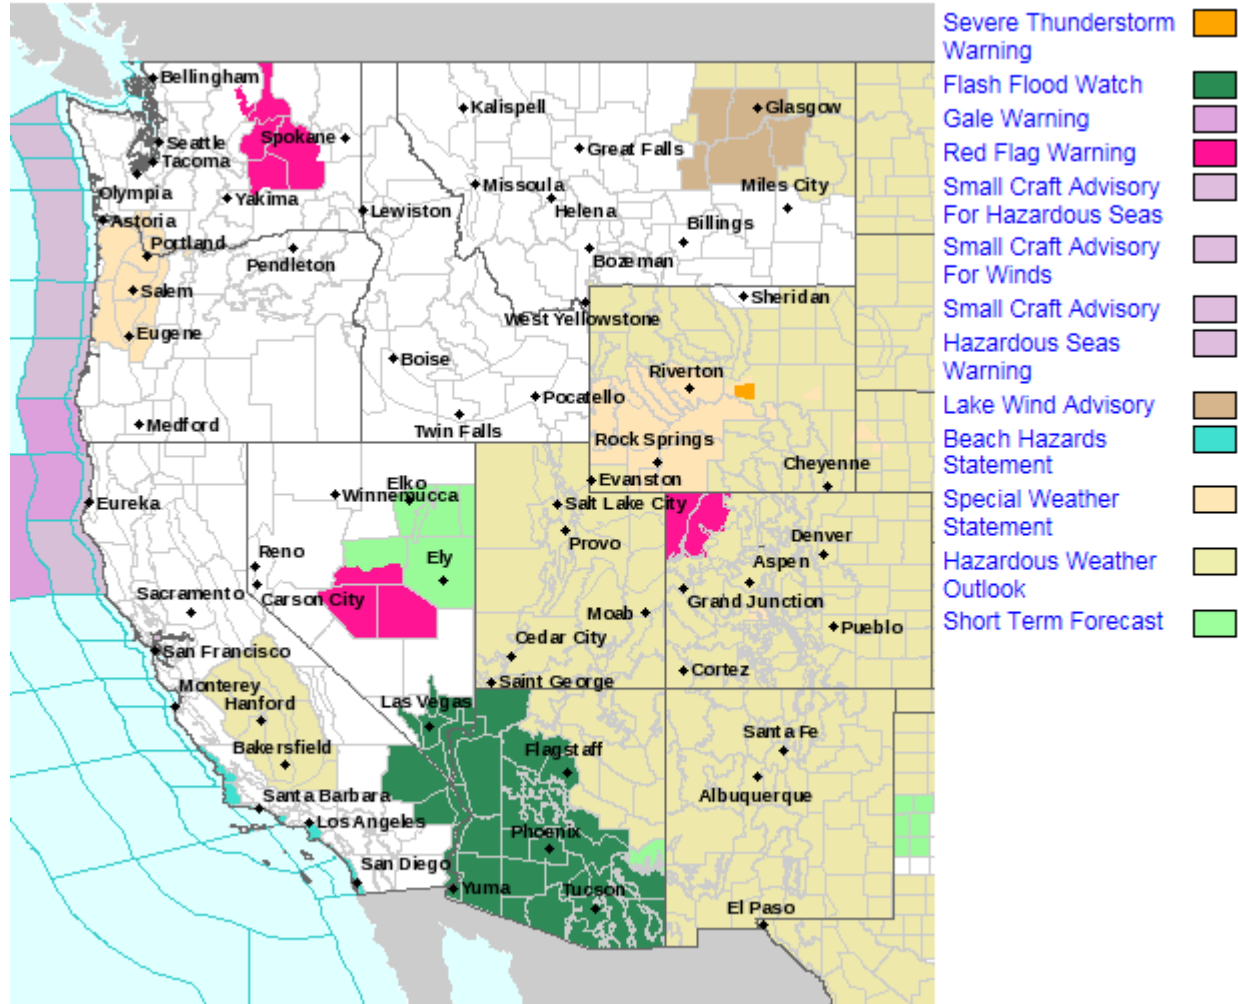 Bellingham
Seattle
Tacoma
Olympia
Spokane
Yakima
Astoria
Portland
Pendleton
Salem
Eugene
Medford
Kalispell
Great Falls
Missoula
Helena
Lewiston
Glasgow
Miles City
Billings
Bozeman
Sheridan
West Yellowstone
Boise
Pocatello
Twin Falls
Riverton
Rock Springs
Evanston
Cheyenne
Eureka
Elko
Winnemucca
Reno
Ely
Carson City
Sacramento
San Francisco
Salt Lake City
Provo
Denver
Aspen
Grand Junction
Moab
Pueblo
Cedar City
Cortez
Saint George
Monterey
Hanford
Bakersfield
Las Vegas
Flagstaff
Santa Fe
Albuquerque
Santa Barbara
Los Angeles
Phoenix
San Diego
Yuma
Tucson
El Paso
Severe Thunderstorm
Warning
Flash Flood Watch
Gale Warning
Red Flag Warning
Small Craft Advisory
For Hazardous Seas
Small Craft Advisory
For Winds
Small Craft Advisory
Hazardous Seas
Warning
Lake Wind Advisory
Beach Hazards
Statement
Special Weather
Statement
Hazardous Weather
Outlook
Short Term Forecast